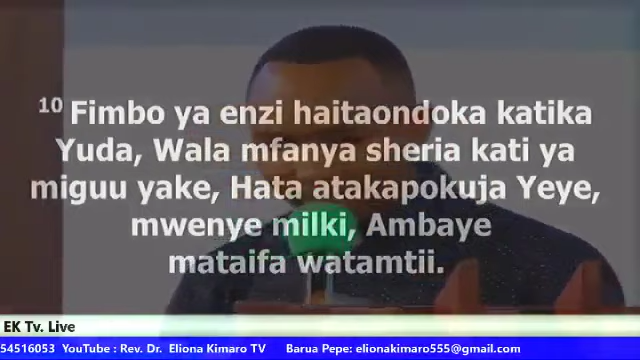 10 Fimbo ya enzi haitaondoka katika
Yuda, Wala mfanya sheria kati ya
miguu yake, Hata atakapokuja Yeye,
mwenye milki, Ambaye
mataifa watamtii.
EK Tv. Live
54516053 YouTube : Rev. Dr. Eliona Kimaro TV Barua Pepe: elionakimaro555@gmail.com